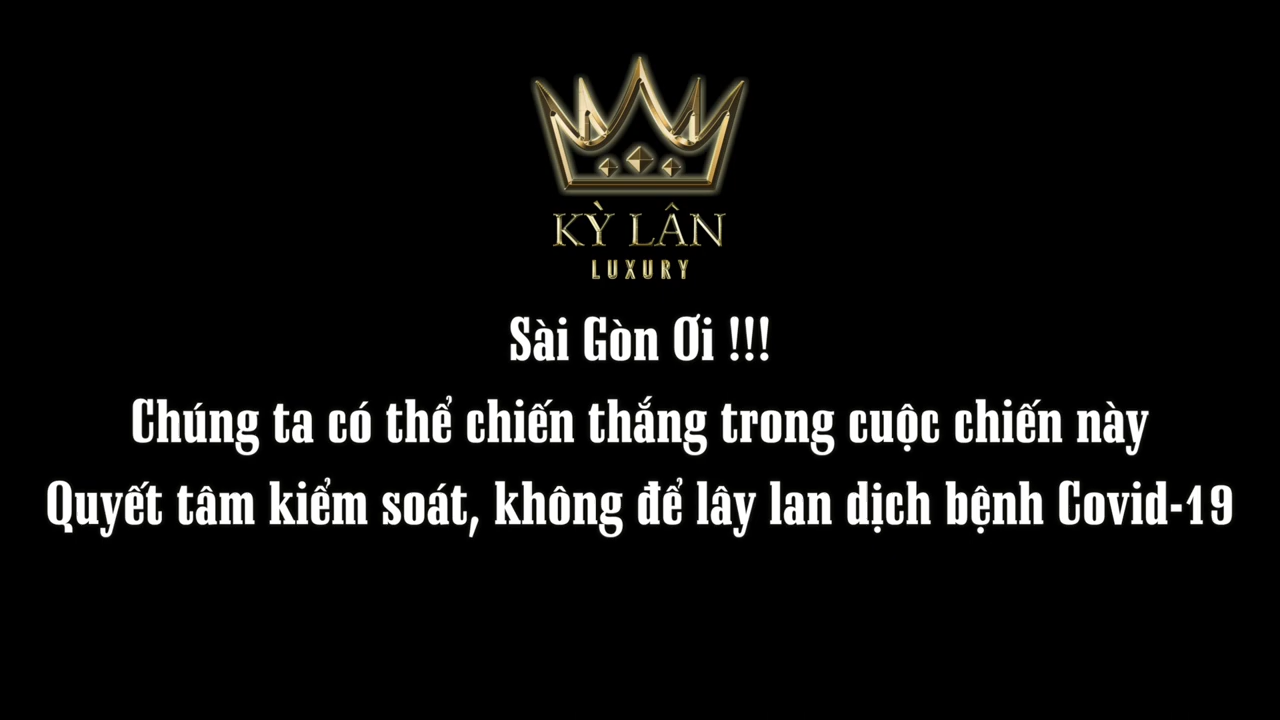 KỲ LÂN
LUXURY
Sài Gòn Ơi !!!
Chúng ta có thể chiến thắng trong cuộc chiến này
Quyết tâm kiểm soát, không để lây lan dịch bệnh Covid-19